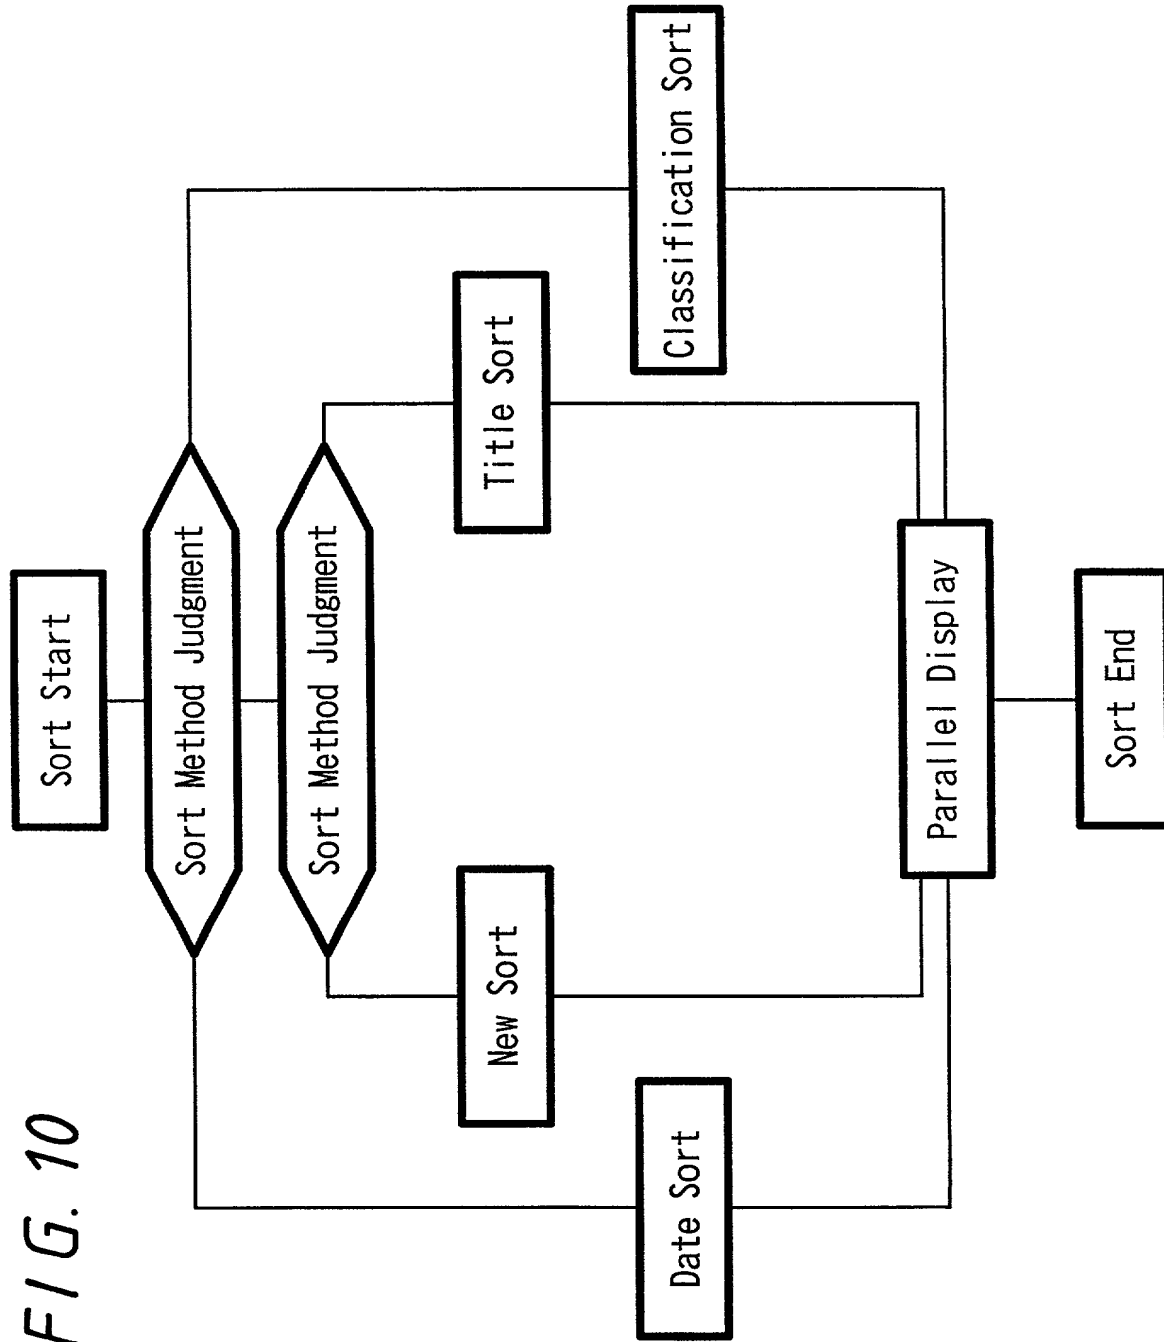 FIG. 10
Sort Start
Sort Method Judgment
Sort Method Judgment
New Sort
Title Sort
Date Sort
Classification Sort
Parallel Display
Sort End